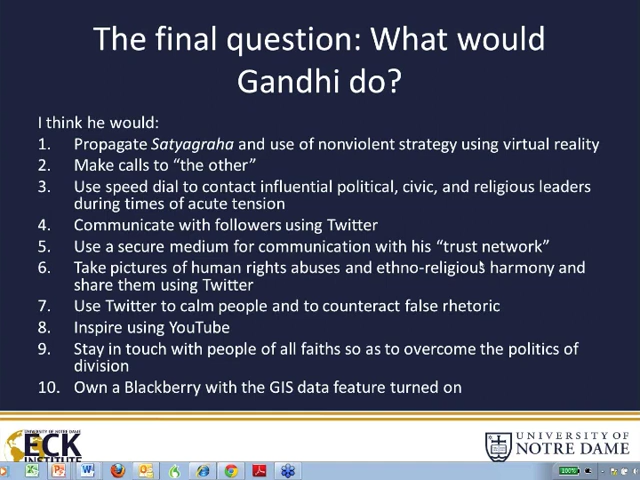 The final question: What would
Gandhi do?
I think he would:
1. Propagate Satyagraha and use of nonviolent strategy using virtual reality
2. Make calls to “the other”
3. Use speed dial to contact influential political, civic, and religious leaders
during times of acute tension
4. Communicate with followers using Twitter
5. Use a secure medium for communication with his “trust network”
6. Take pictures of human rights abuses and ethno-religious harmony and
share them using Twitter
7. Use Twitter to calm people and to counteract false rhetoric
8. Inspire using YouTube
9. Stay in touch with people of all faiths so as to overcome the politics of
division
10. Own a Blackberry with the GIS data feature turned on
UNIVERSITY OF NOTRE DAME
ECK
INSTITUTE
UNIVERSITY OF
NOTRE DAME
100%